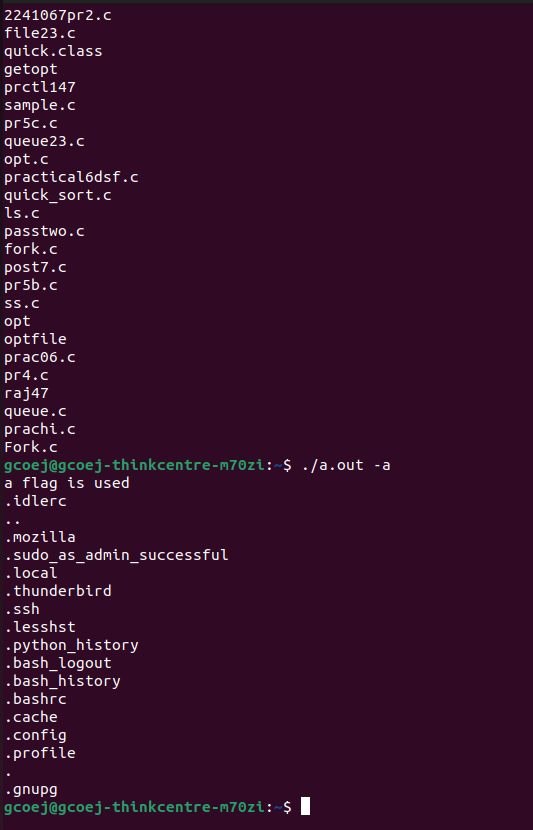 2241067pr2.c
file23.c
quick.class
getopt
prctl147
sample.c
pr5c.c
queue23.c
opt.c
practical6dsf.c
quick_sort.c
ls.c
passtwo.c
fork.c
post7.c
pr5b.c
ss.c
opt
optfile
prac06.c
pr4.c
raj47
queue.c
prachi.c
Fork.c
gcoej@gcoej-thinkcentre-m70zi:~$ ./a.out -a
a flag is used
.idlerc
..
.mozilla
.sudo_as_admin_successful
.local
.thunderbird
.ssh
.lesshst
.python_history
.bash_logout
.bash_history
.bashrc
.cache
.config
.profile
.
.gnupg
gcoej@gcoej-thinkcentre-m70zi:~$